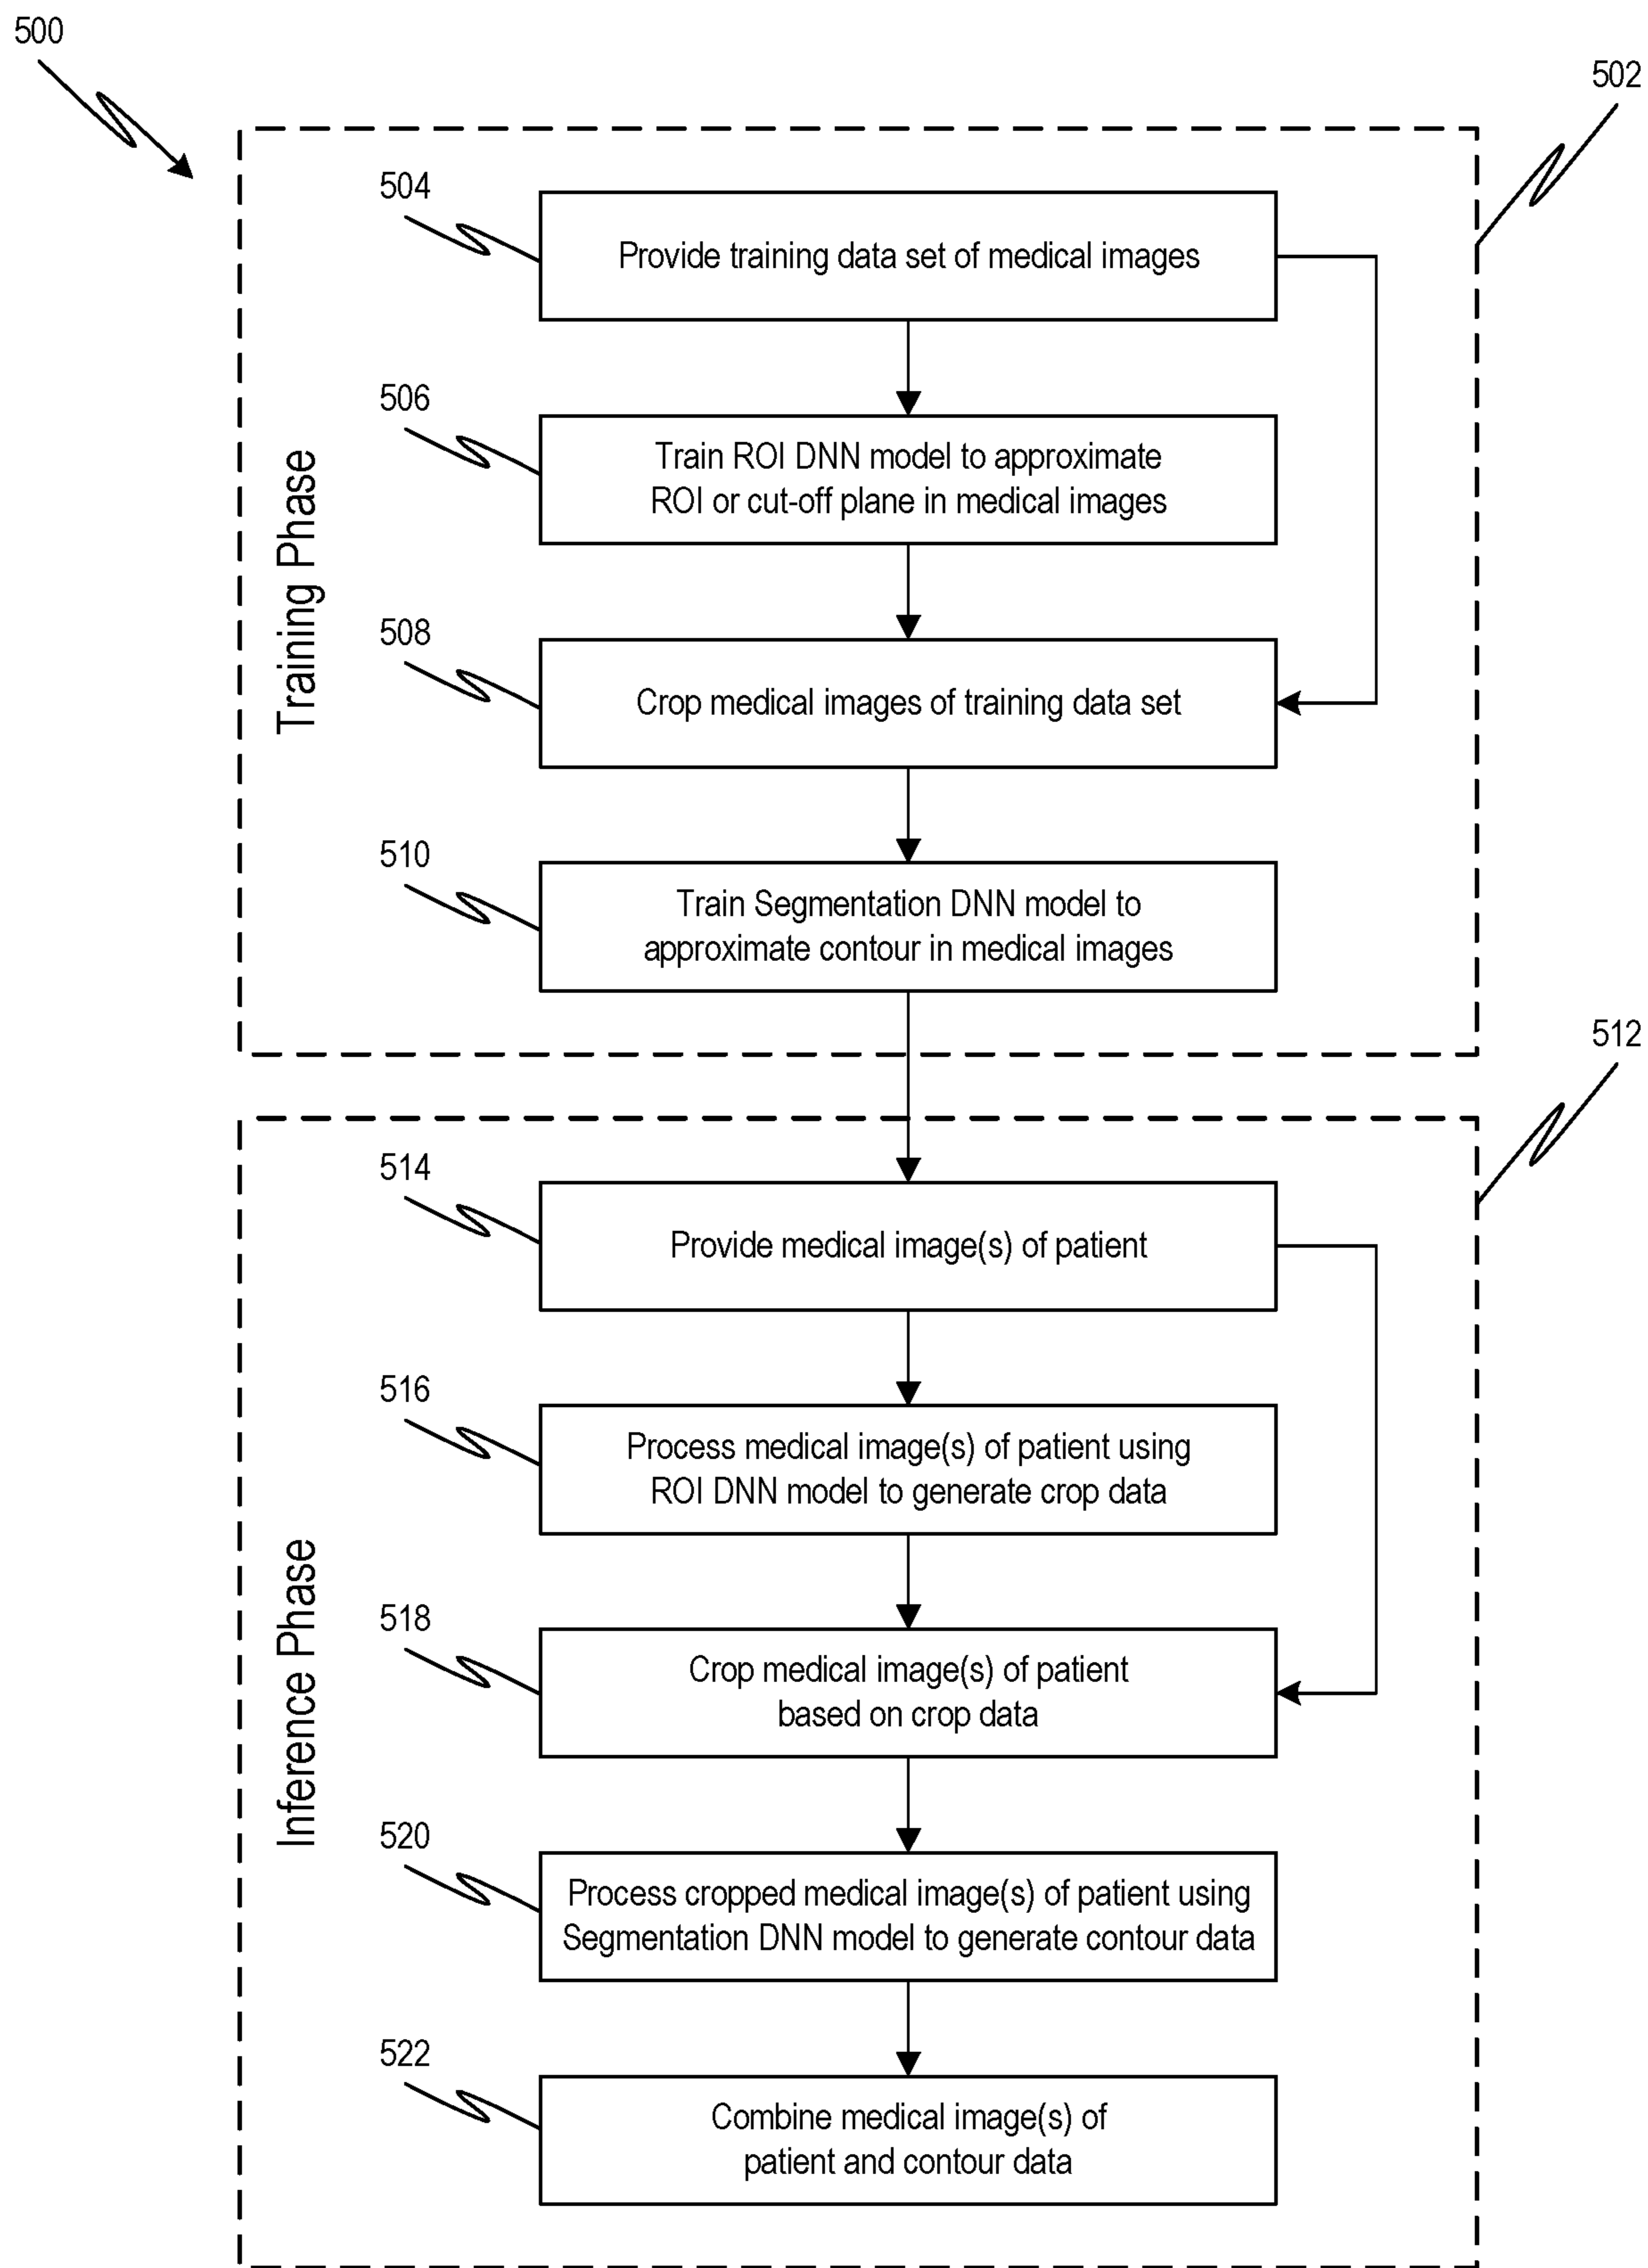 500
502
504
Provide training data set of medical images
506
Train ROI DNN model to approximate
ROI or cut-off plane in medical images
Training Phase
508
Crop medical images of training data set
510
Train Segmentation DNN model to
approximate contour in medical images
512
514
Provide medical image(s) of patient
516
Process medical image(s) of patient using
ROI DNN model to generate crop data
Inference Phase
518
Crop medical image(s) of patient
based on crop data
520
Process cropped medical image(s) of patient using
Segmentation DNN model to generate contour data
522
Combine medical image(s) of
patient and contour data